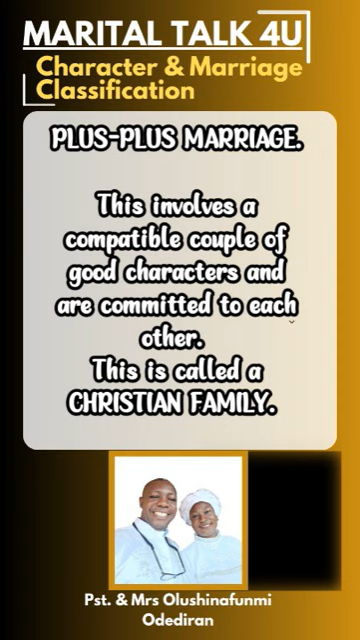 MARITAL TALK 4U
Character & Marriage
Classification
PLUS-PLUS MARRIAGE.
This involves a
compatible couple of
good characters and
are committed to each
other.
This is called a
CHRISTIAN FAMILY.
Pst. & Mrs Olushinafunmi
Odediran